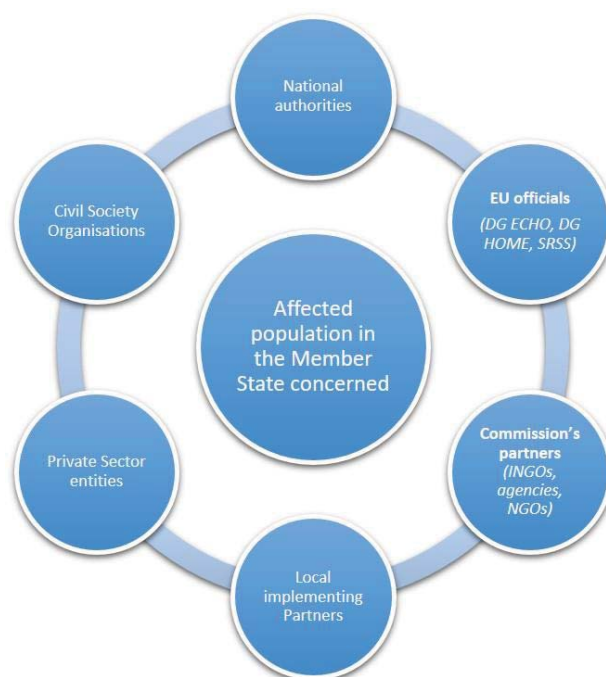 National
authorities
EU officials
(DG ECHO, DG
HOME, SRSS)
Civil Society
Organisations
Affected
population in
the Member
State concerned
Commission's
partners
(INGOs,
agencies,
NGOs)
Private Sector
entities
Local
implementing
Partners